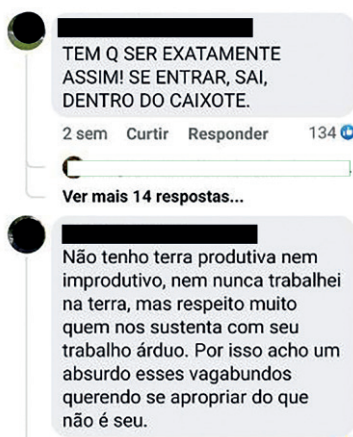 TEM Q SER EXATAMENTE
ASSIM! SE ENTRAR, SAI,
DENTRO DO CAIXOTE.
2 sem Curtir Responder 134
Ver mais 14 respostas...
Não tenho terra produtiva nem
improdutivo, nem nunca trabalhei
na terra, mas respeito muito
quem nos sustenta com seu
trabalho árduo. Por isso acho um
absurdo esses vagabundos
querendo se apropriar do que
não é seu.